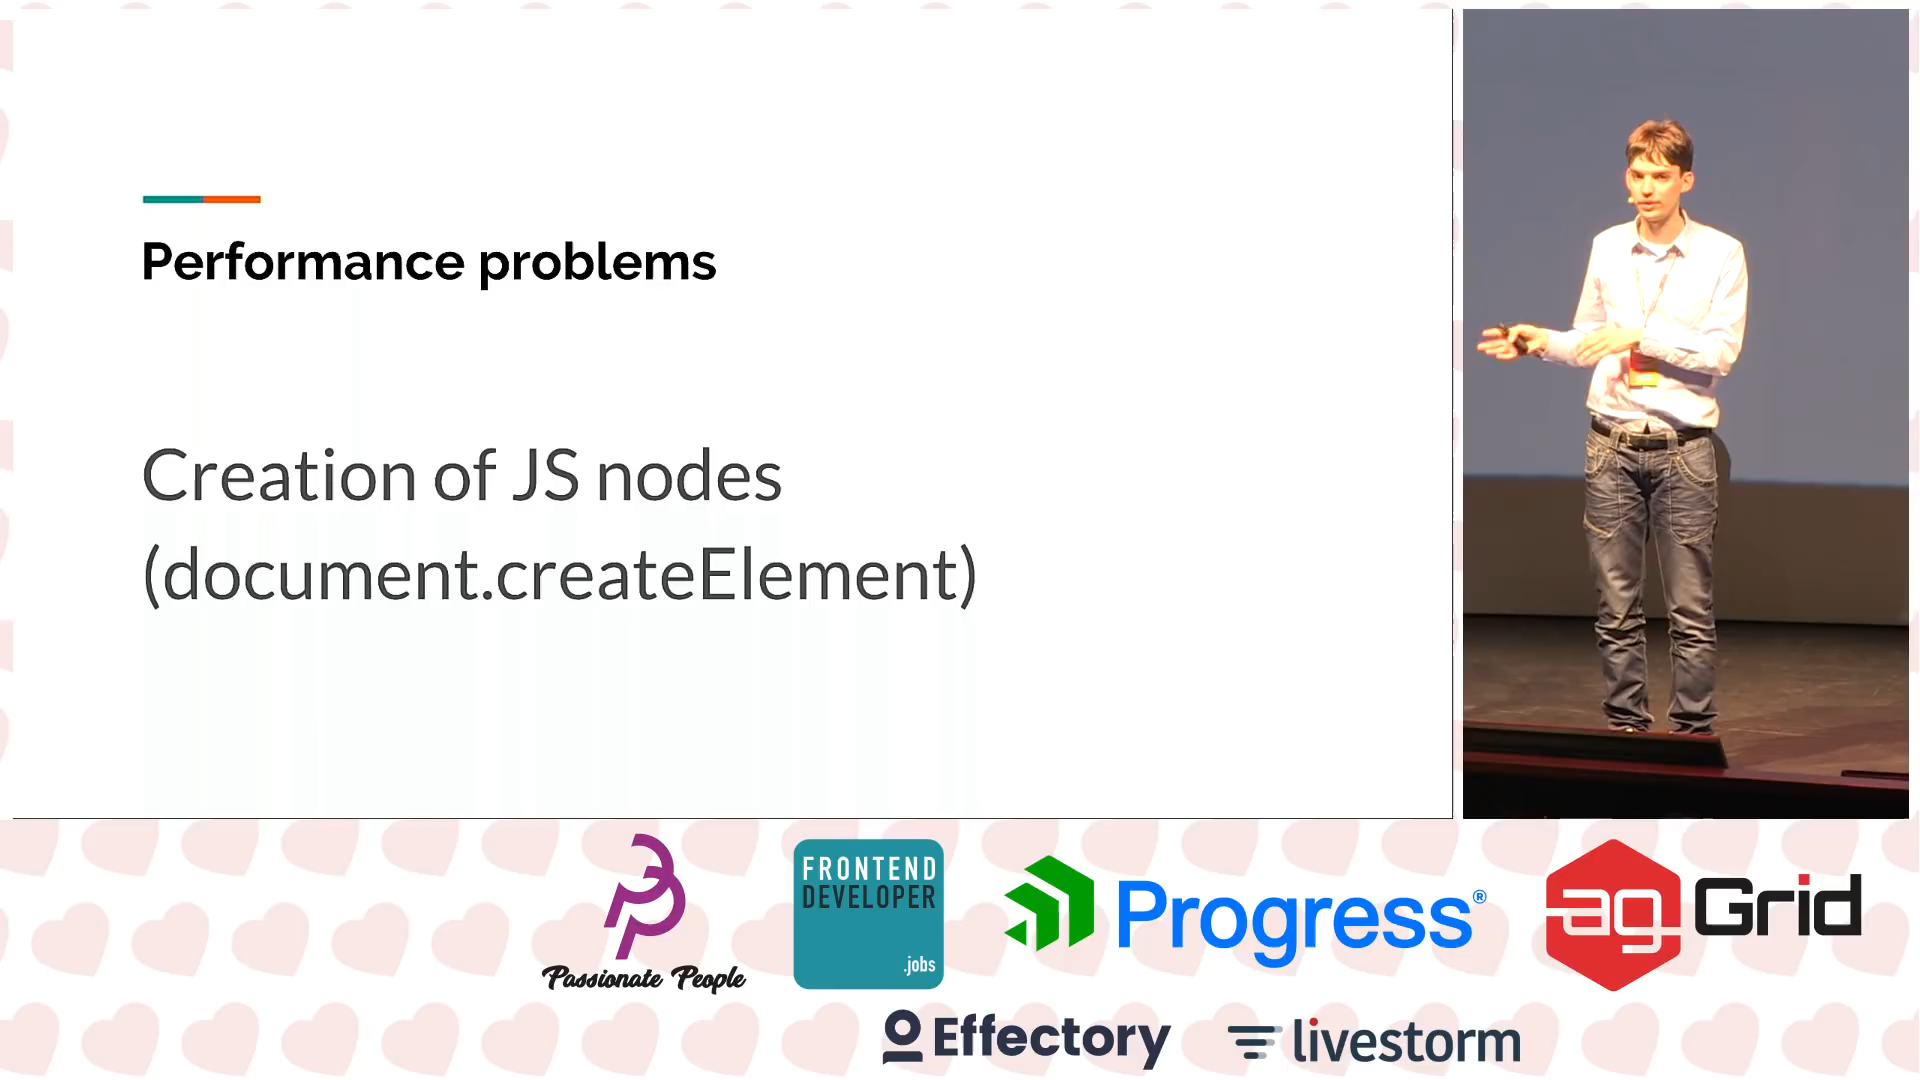 Performance problems
Creation of JS nodes
(document.createElement)
Passionate People
FRONTEND
DEVELOPER
.jobs
Progress®
ag Grid
Effectory
livestorm